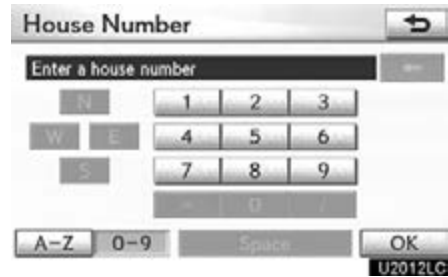 House Number
Enter a house number
N 1 2 3
W E 4 5 6
S 7 8 9
- 0 /
A-Z 0-9 Space OK
U2012LC